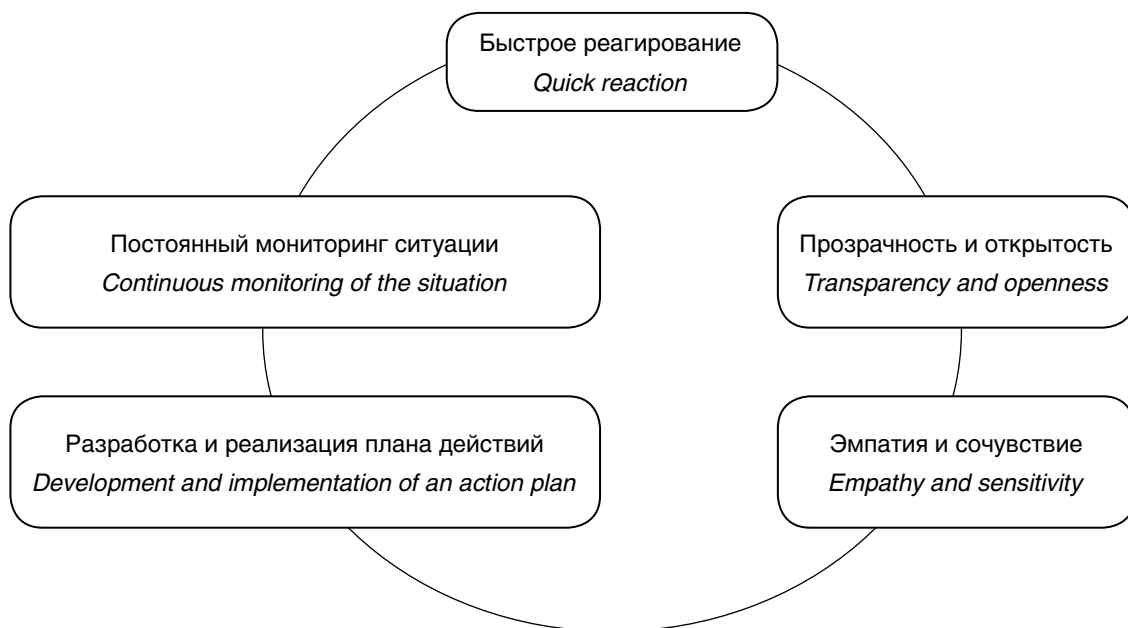 Быстрое реагирование
Quick reaction
Постоянный мониторинг ситуации
Continuous monitoring of the situation
Прозрачность и открытость
Transparency and openness
Разработка и реализация плана действий
Development and implementation of an action plan
Эмпатия и сочувствие
Empathy and sensitivity